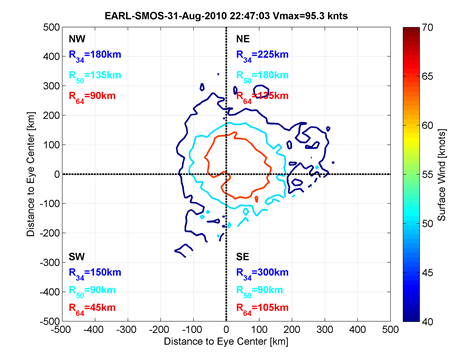 EARL-SMOS-31-Aug-2010 22:47:03 Vmax=95.3 knts
500
400
300
200
100
0
-100
-200
-300
-400
-500
Distance to Eye Center [km]
NW
R34=180km
R50=135km
R64=90km
NE
R34=225km
R50=180km
R64=135km
SW
R34=150km
R50=90km
R64=45km
SE
R34=300km
R50=90km
R64=105km
-500 -400 -300 -200 -100 0 100 200 300 400 500
Distance to Eye Center [km]
70
65
60
55
50
45
40
Surface Wind [knots]